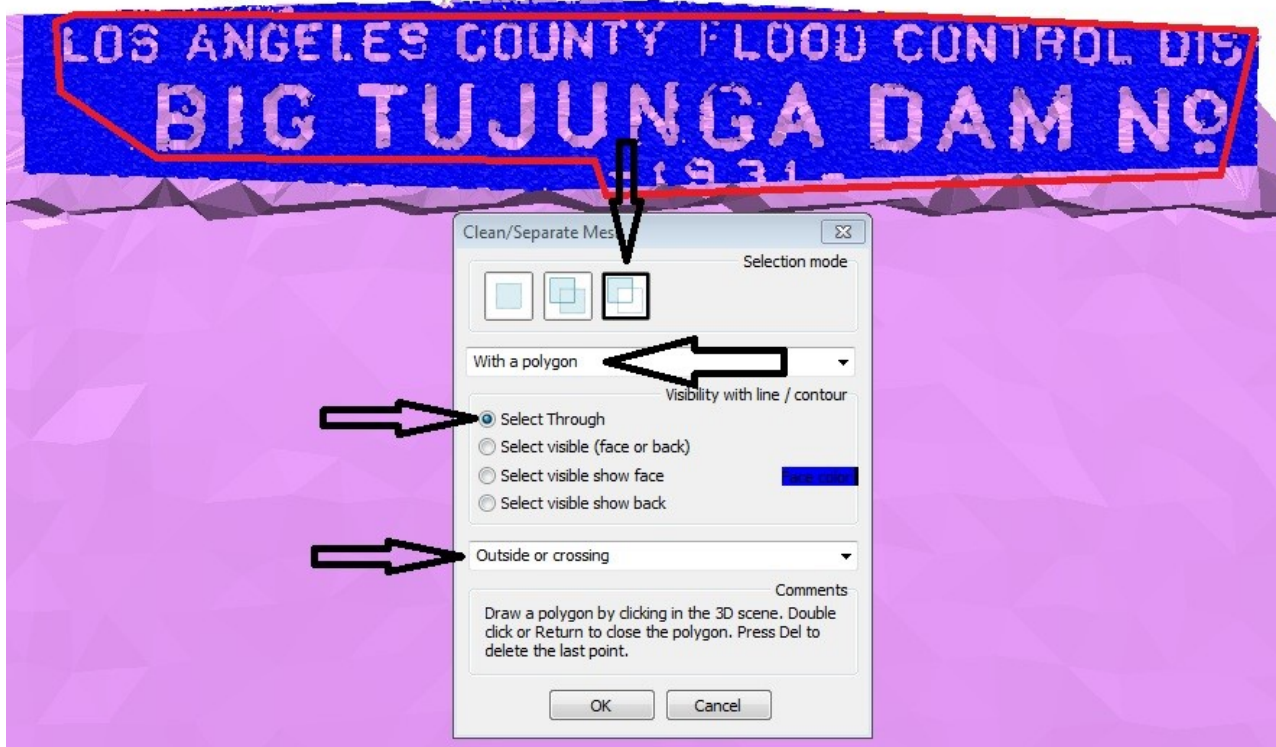 LOS ANGELES COUNTY FLOOD CONTROL DIS
BIG TUJUNGA DAM Nº
-1931-
Clean/Separate Mes
Selection mode
With a polygon
Visibility with line / contour
Select Through
Select visible (face or back)
Select visible show face
Face color
Select visible show back
Outside or crossing
Comments
Draw a polygon by clicking in the 3D scene. Double
click or Return to close the polygon. Press Del to
delete the last point.
OK
Cancel